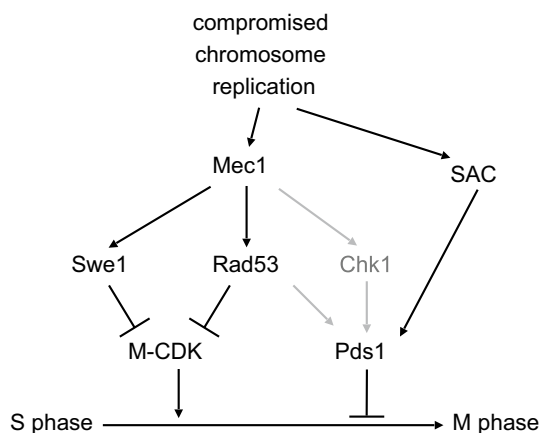 compromised
chromosome
replication
Mec1
SAC
Swe1
Rad53
Chk1
M-CDK
Pds1
S phase
M phase